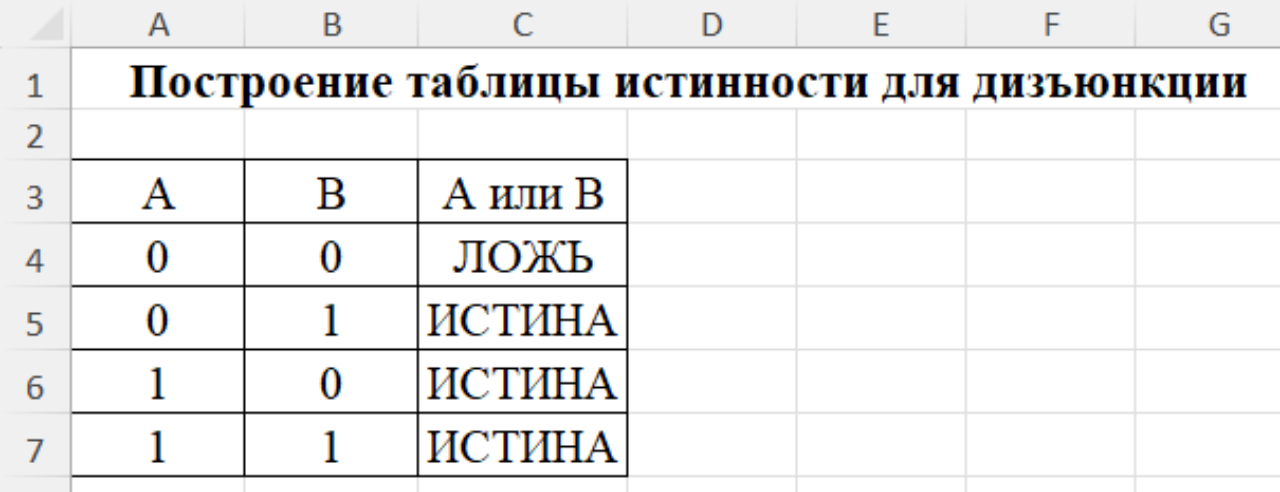 A B C D E F G
1 Построение таблицы истинности для дизъюнкции
2
3 A B A или B
4 0 0 ЛОЖЬ
5 0 1 ИСТИНА
6 1 0 ИСТИНА
7 1 1 ИСТИНА